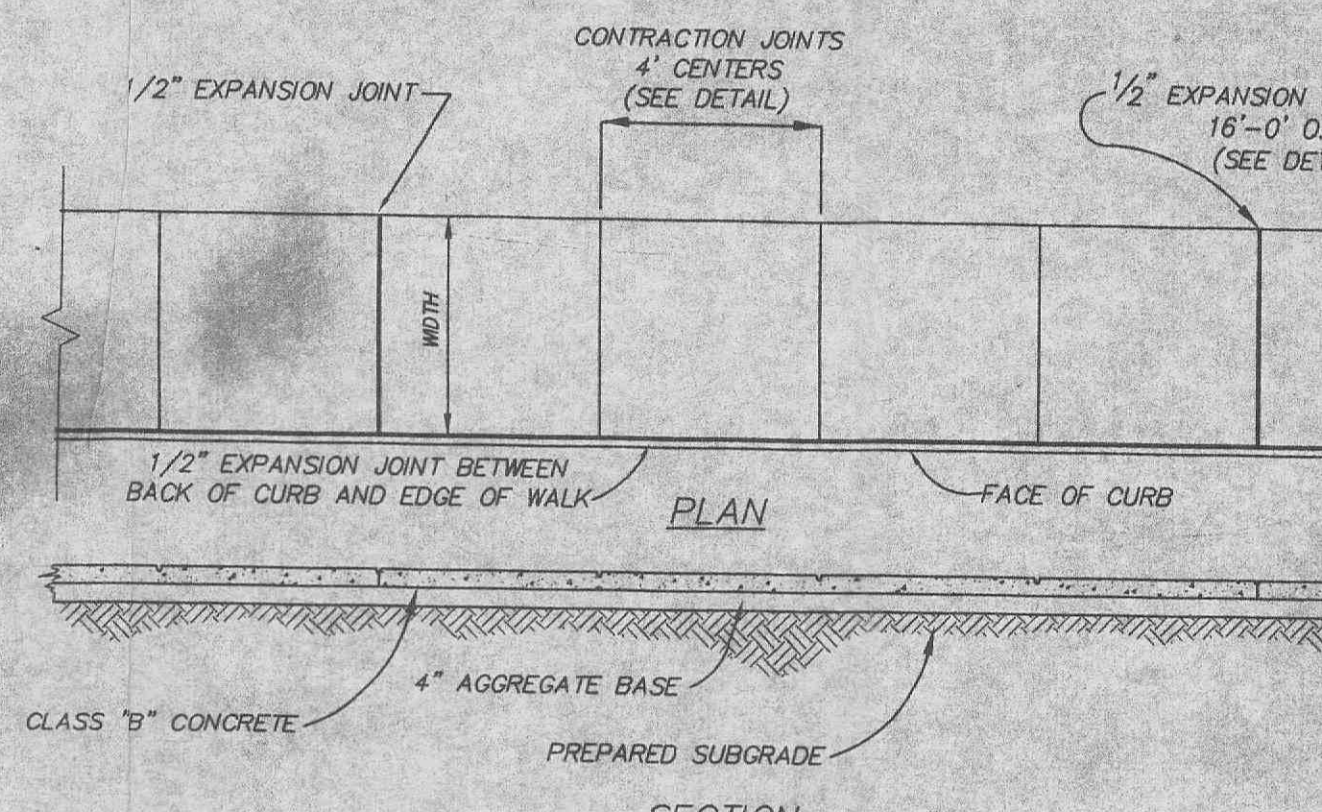 CONTRACTION JOINTS
4' CENTERS
(SEE DETAIL)
1/2" EXPANSION JOINT
1/2" EXPANSION
16'-0'
(SEE
WIDTH
1/2" EXPANSION JOINT BETWEEN
BACK OF CURB AND EDGE OF WALK
FACE OF CURB
PLAN
4" AGGREGATE BASE
CLASS "B" CONCRETE
PREPARED SUBGRADE
SECTION